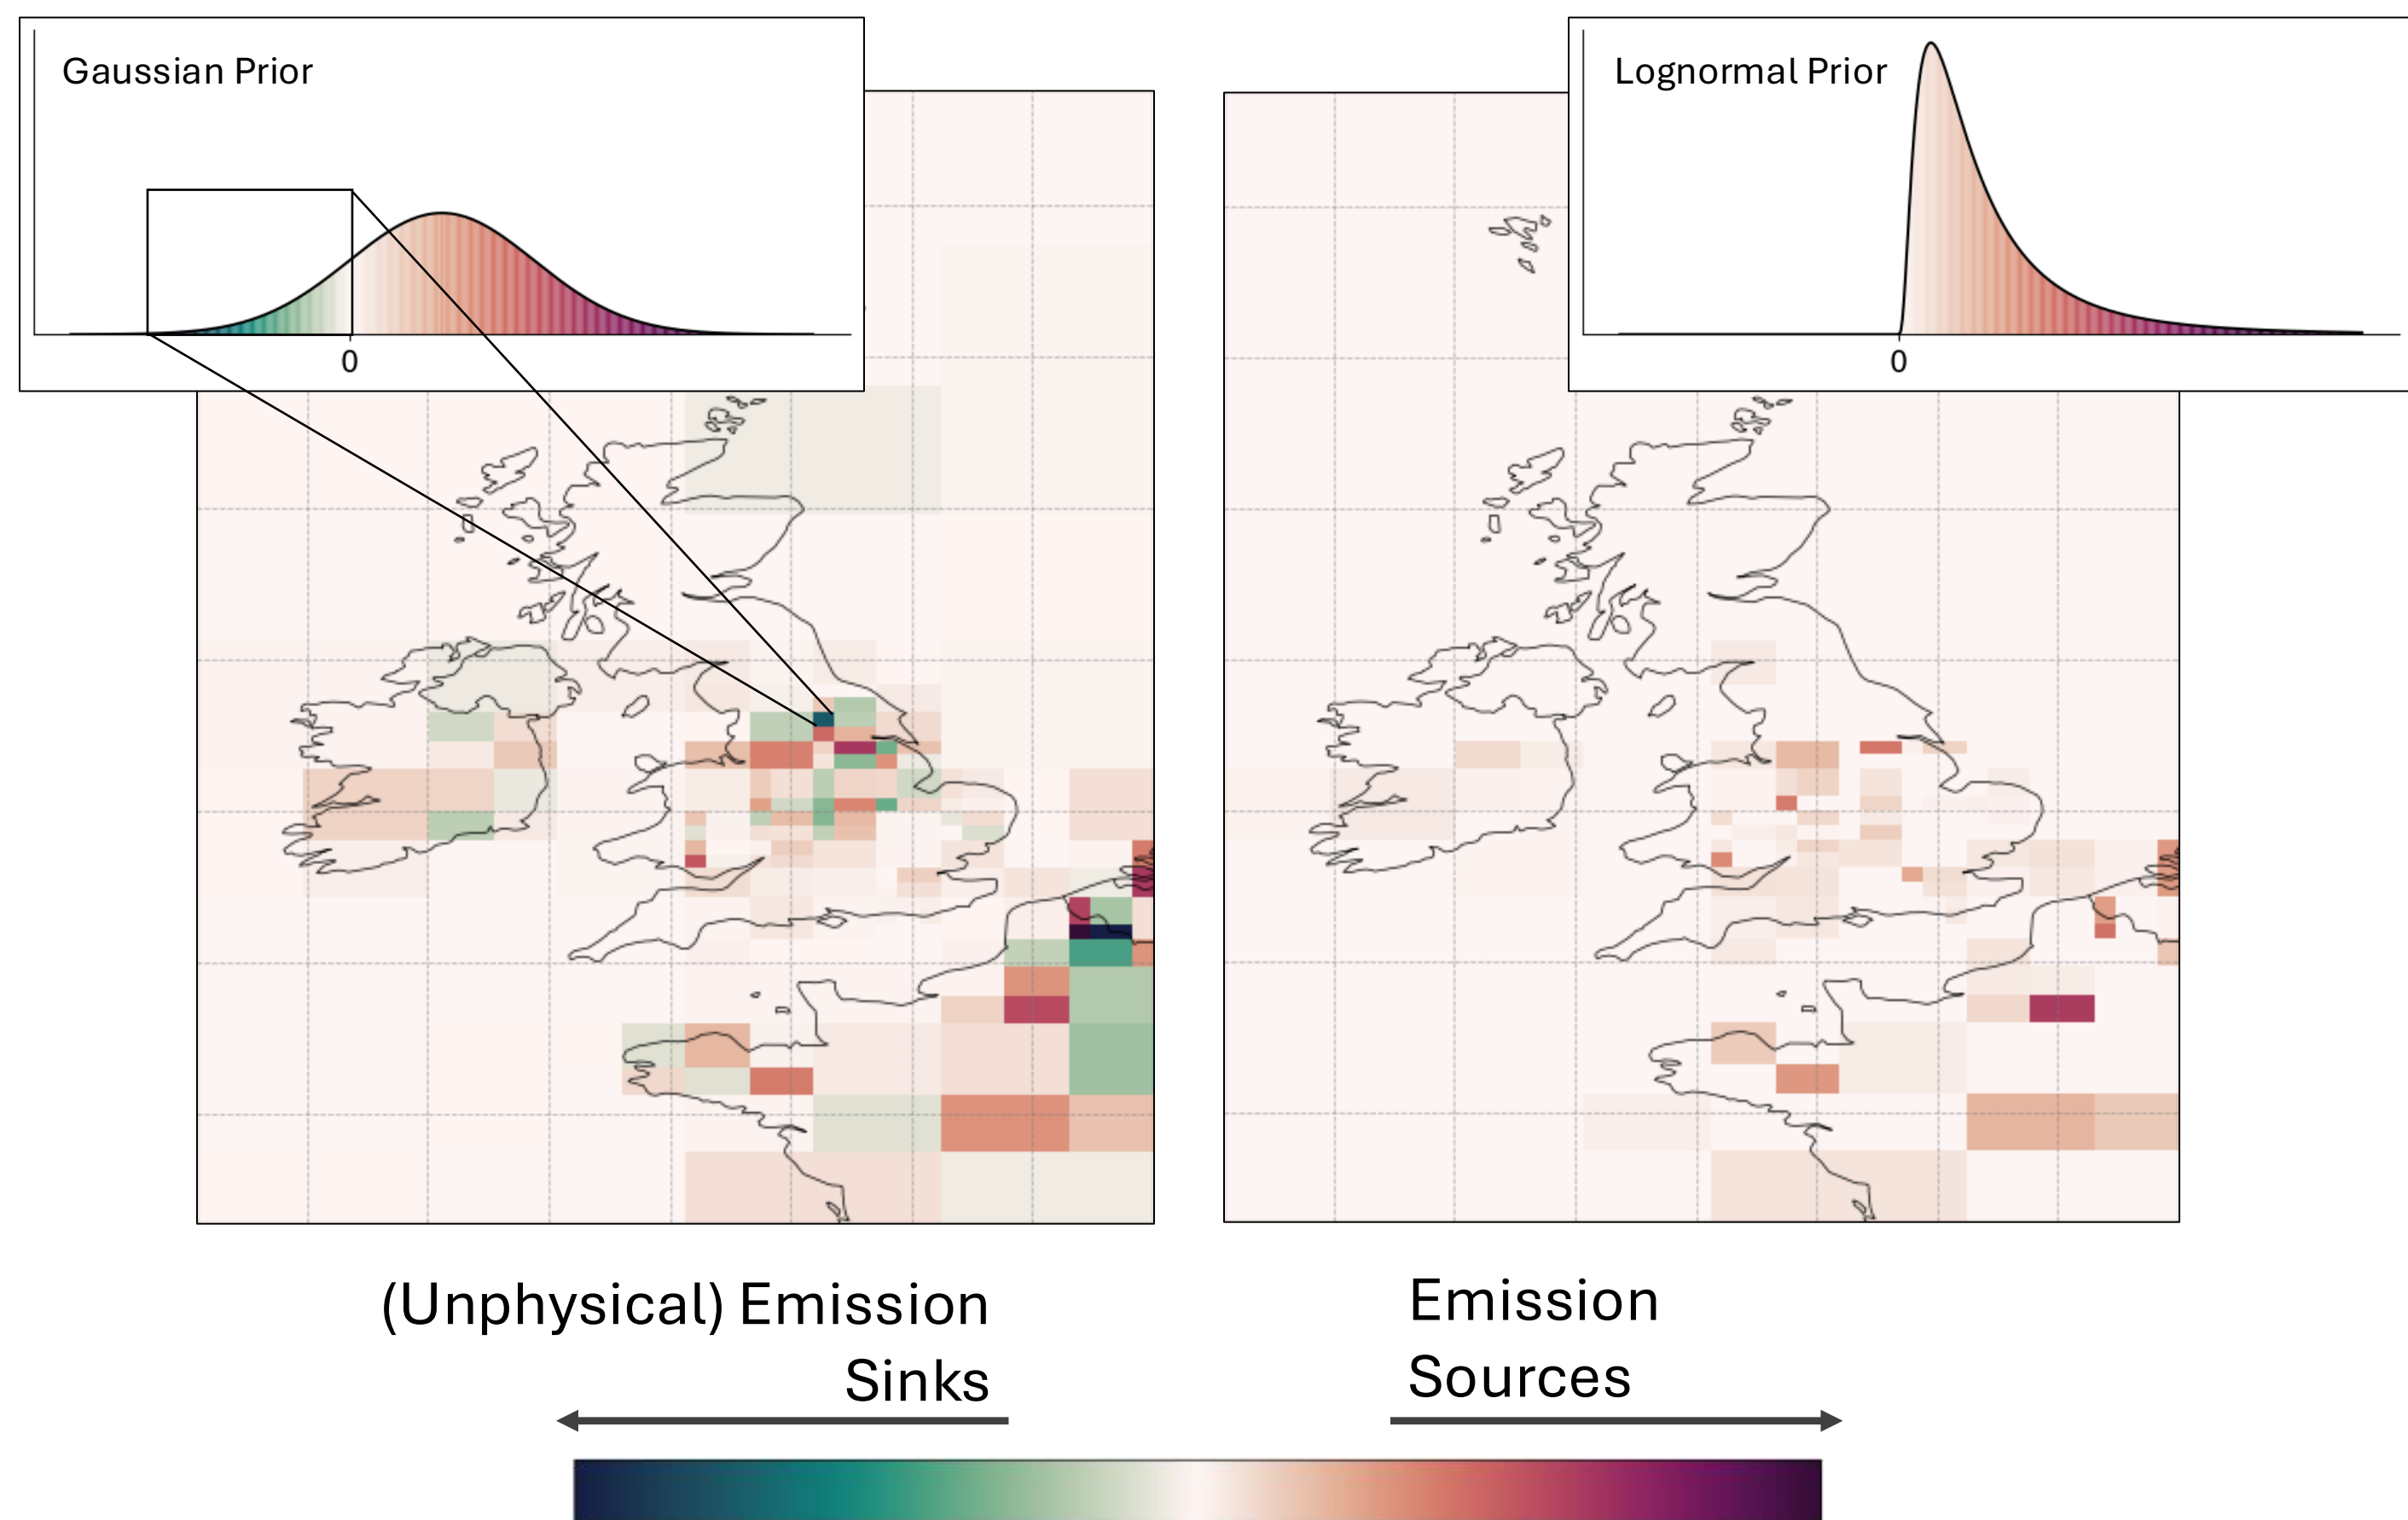 Gaussian Prior
0
Lognormal Prior
0
(Unphysical) Emission
Sinks
Emission
Sources